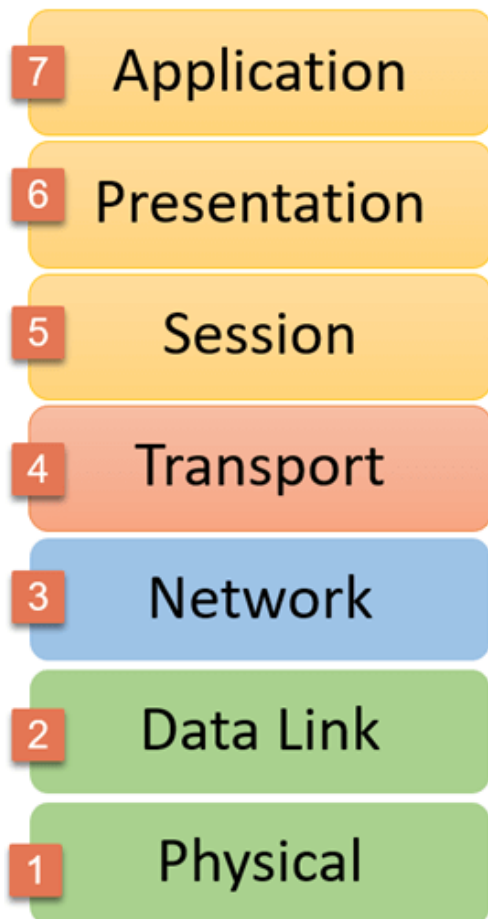 7 Application
6 Presentation
5 Session
4 Transport
3 Network
2 Data Link
1 Physical